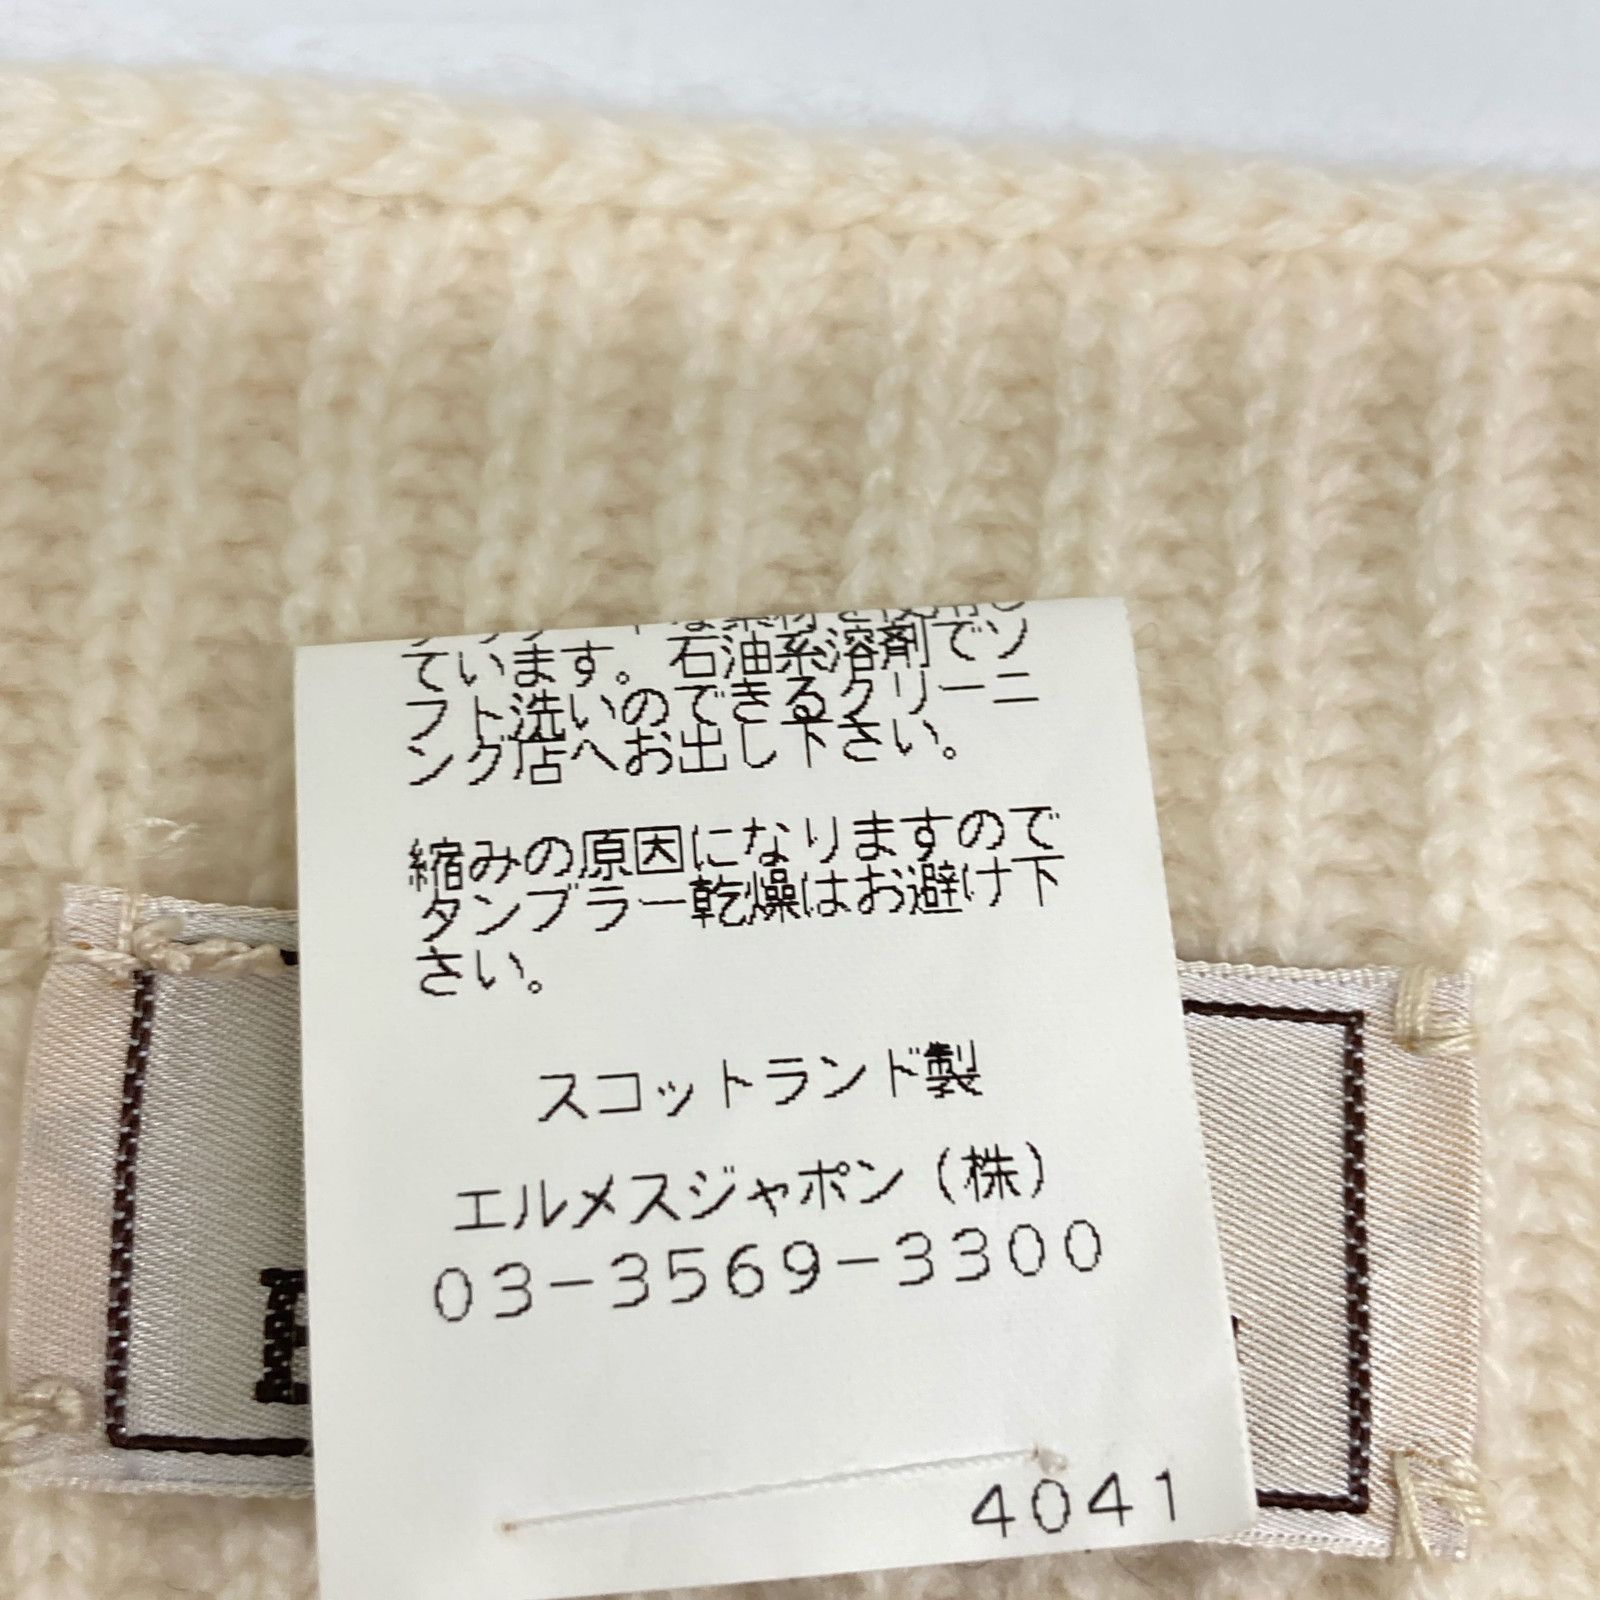 ています。石油系溶剤でソ
フト洗いのできるクリーニ
ング店へお出し下さい。
縮みの原因になりますので
タンブラー乾燥はお避け下
さい。
スコットランド製
エルメスジャポン(株)
03-3569-3300
4041